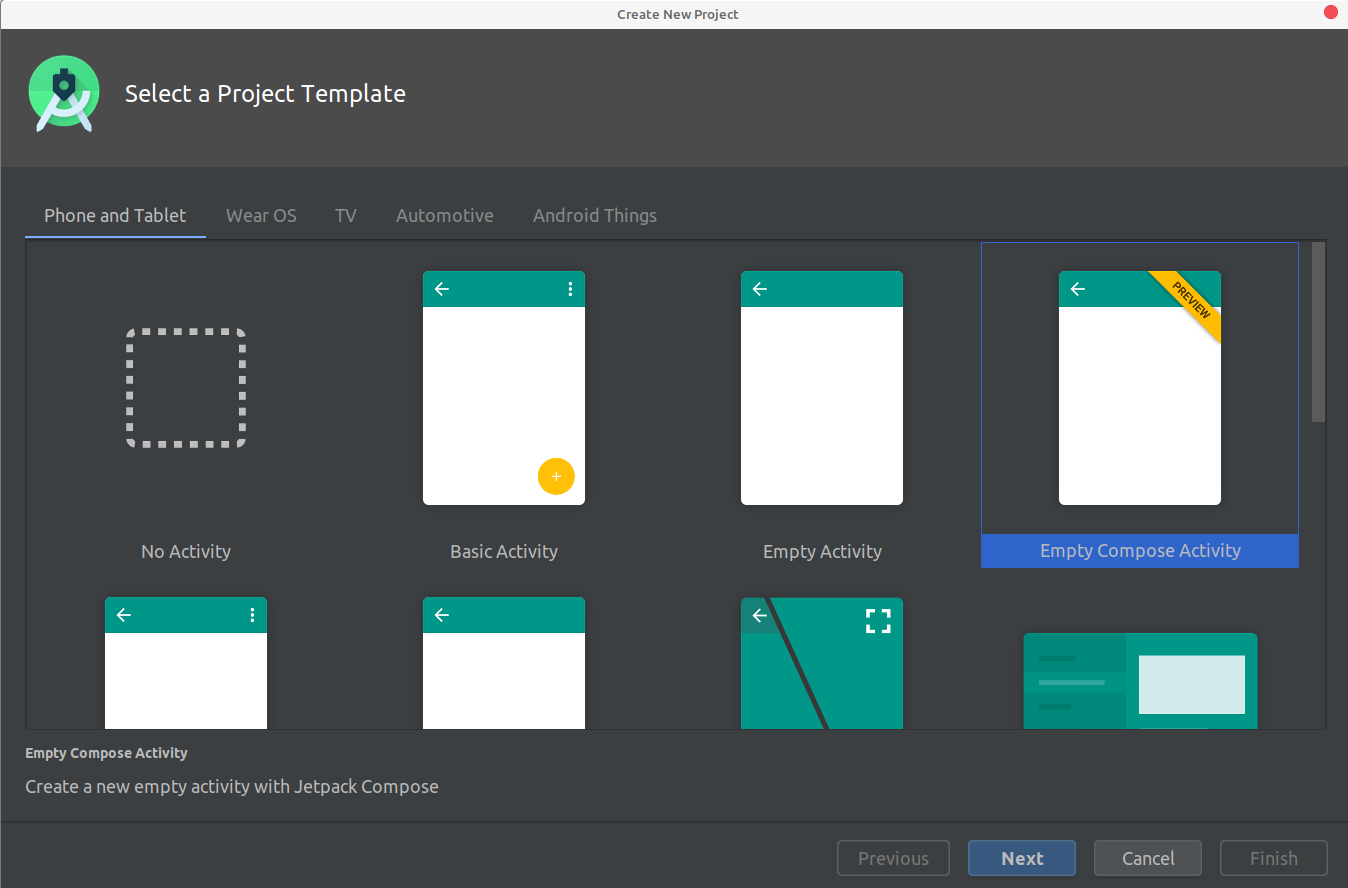 Create New Project
Select a Project Template
Phone and Tablet Wear OS TV Automotive Android Things
PREVIEW
No Activity Basic Activity Empty Activity Empty Compose Activity
Empty Compose Activity
Create a new empty activity with Jetpack Compose
Previous Next Cancel Finish